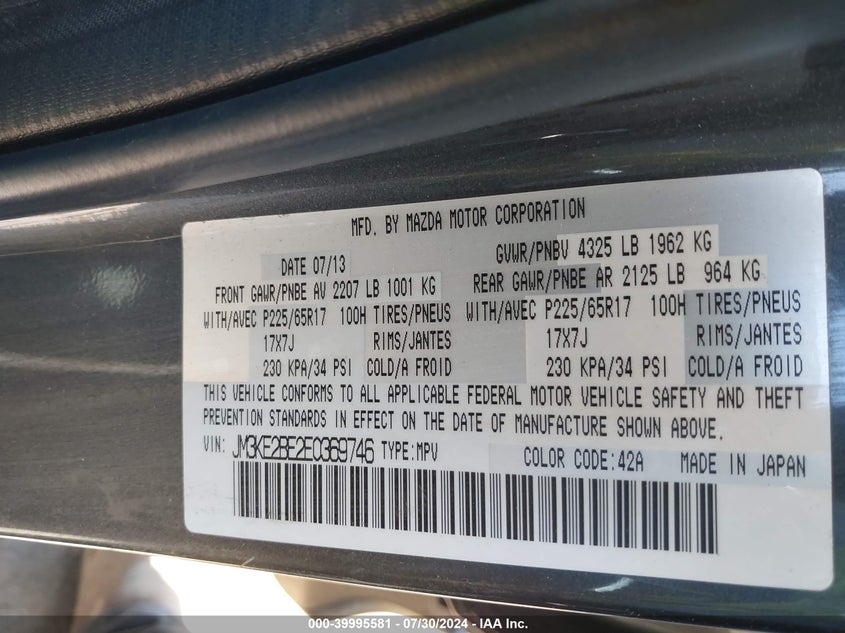 MFD. BY MAZDA MOTOR CORPORATION
DATE 07/13 GVWR/PNBV 4325 LB 1962 KG
FRONT GAWR/PNBE AV 2207 LB 1001 KG REAR GAWR/PNBE AR 2125 LB 964 KG
WITH/AVEC P225/65R17 100H TIRES/PNEUS WITH/AVEC P225/65R17 100H TIRES/PNEUS
17X7J RIMS/JANTES 17X7J RIMS/JANTES
230 KPA/34 PSI COLD/A FROID 230 KPA/34 PSI COLD/A FROID
THIS VEHICLE CONFORMS TO ALL APPLICABLE FEDERAL MOTOR VEHICLE SAFETY AND THEFT
PREVENTION STANDARDS IN EFFECT ON THE DATE OF MANUFACTURE SHOWN ABOVE.
VIN: JM3KE2BE2E0369746 TYPE:MPV COLOR CODE:42A MADE IN JAPAN
000-39995581 - 07/30/2024 - IAA Inc.